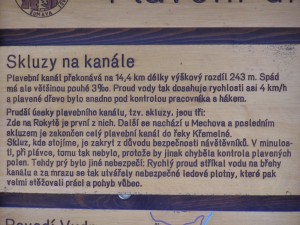 Skluzy na kanále
Plavební kanál překonává na 14,4 km délky výškový rozdíl 243 m. Spád
má ale většinou pouhé 3‰. Proud vody tak dosahuje rychlosti asi 4 km/h
a plavené dřevo bylo snadno pod kontrolou pracovníka s hákem.
Prudší úseky plavebního kanálu, tzv. skluzy, jsou tři:
Zde na Rokytě je první z nich. Další se nachází u Mechova a posledním
skluzem je zakončen celý plavební kanál do řeky Křemelné.
Skluz, kde stojíme, je zakryt z důvodu bezpečnosti návštěvníků. V minulos-
ti, při plávce, tomu tak nebylo, protože by jinak chyběla kontrola plavených
polen. Tehdy prý bylo jiné nebezpečí: Rychlý proud stříkal vodu na břehy
kanálu a za mrazu se tak utvářely nebezpečné ledové plotny, které pak
velmi stěžovali práci a pohyb vůbec.